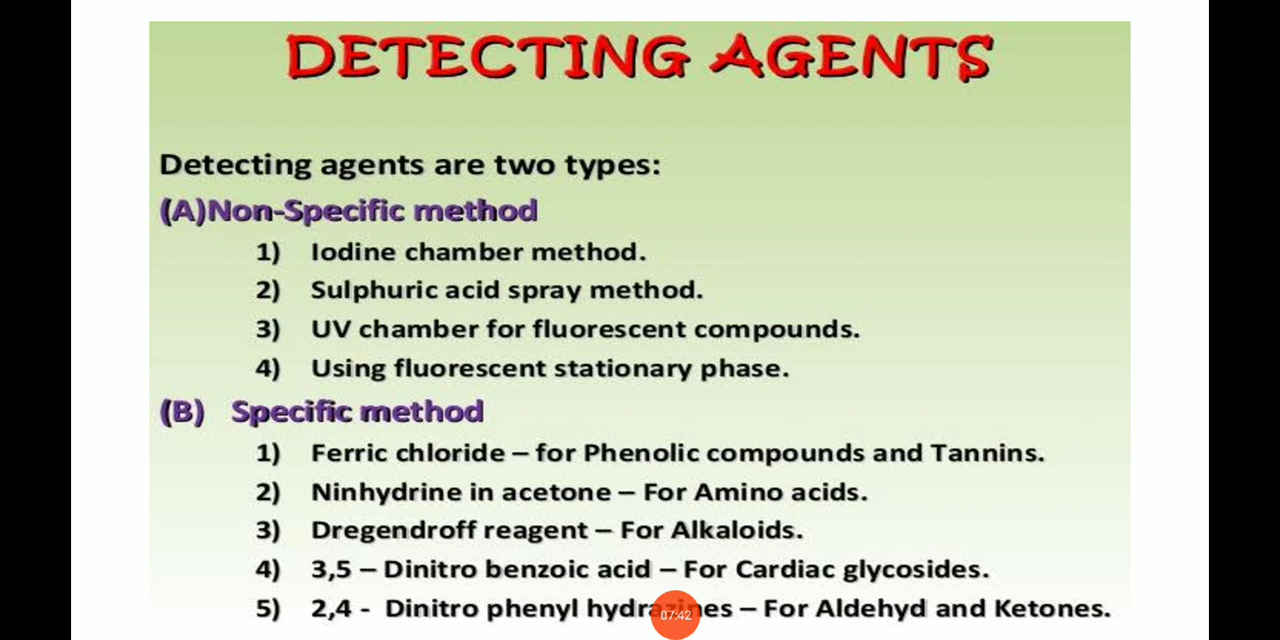 DETECTING AGENTS
Detecting agents are two types:
(A)Non-Specific method
1) Iodine chamber method.
2) Sulphuric acid spray method.
3) UV chamber for fluorescent compounds.
4) Using fluorescent stationary phase.
(B) Specific method
1) Ferric chloride – for Phenolic compounds and Tannins.
2) Ninhydrine in acetone – For Amino acids.
3) Dregendroff reagent – For Alkaloids.
4) 3,5 – Dinitro benzoic acid – For Cardiac glycosides.
5) 2,4 - Dinitro phenyl hydrazines – For Aldehyd and Ketones.
07:42